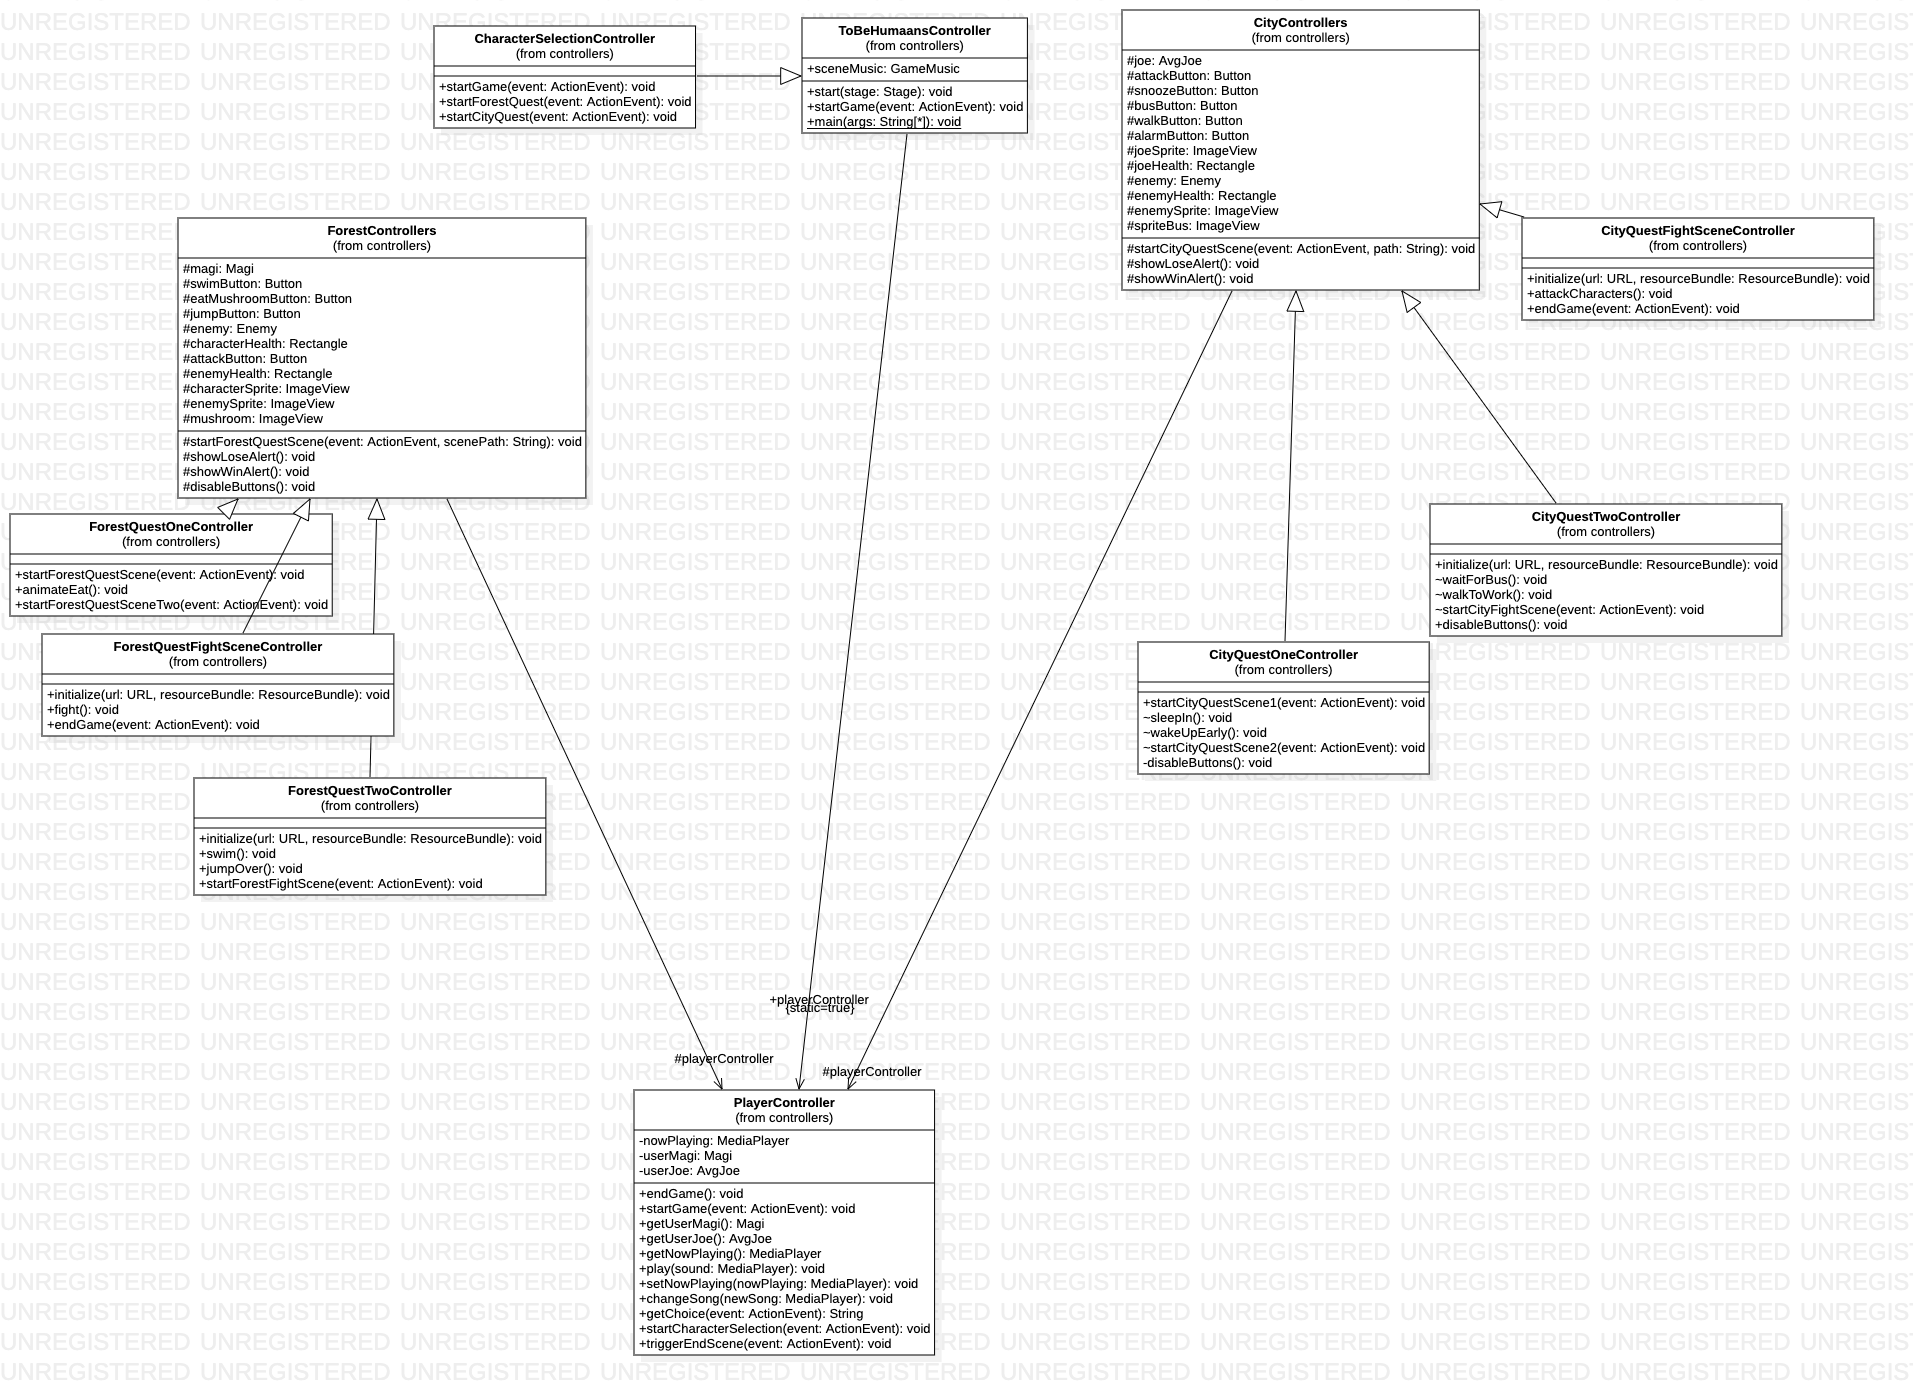 CharacterSelectionController
(from controllers)
+startGame(event: ActionEvent): void
+startForestQuest(event: ActionEvent): void
+startCityQuest(event: ActionEvent): void
ToBeHumaansController
(from controllers)
+sceneMusic: GameMusic
+start(stage: Stage): void
+startGame(event: ActionEvent): void
+main(args: String[*]): void
CityControllers
(from controllers)
#joe: AvgJoe
#attackButton: Button
#snoozeButton: Button
#busButton: Button
#walkButton: Button
#alarmButton: Button
#joeSprite: ImageView
#joeHealth: Rectangle
#enemy: Enemy
#enemyHealth: Rectangle
#enemySprite: ImageView
#spriteBus: ImageView
#startCityQuestScene(event: ActionEvent, path: String): void
#showLoseAlert(): void
#showWinAlert(): void
CityQuestFightSceneController
(from controllers)
+initialize(url: URL, resourceBundle: ResourceBundle): void
+attackCharacters(): void
+endGame(event: ActionEvent): void
ForestControllers
(from controllers)
#magi: Magi
#swimButton: Button
#eatMushroomButton: Button
#jumpButton: Button
#enemy: Enemy
#characterHealth: Rectangle
#attackButton: Button
#enemyHealth: Rectangle
#characterSprite: ImageView
#enemySprite: ImageView
#mushroom: ImageView
#startForestQuestScene(event: ActionEvent, scenePath: String): void
#showLoseAlert(): void
#showWinAlert(): void
#disableButtons(): void
ForestQuestOneController
(from controllers)
+startForestQuestScene(event: ActionEvent): void
+animateEat(): void
+startForestQuestSceneTwo(event: ActionEvent): void
ForestQuestFightSceneController
(from controllers)
+initialize(url: URL, resourceBundle: ResourceBundle): void
+fight(): void
+endGame(event: ActionEvent): void
ForestQuestTwoController
(from controllers)
+initialize(url: URL, resourceBundle: ResourceBundle): void
+swim(): void
+jumpOver(): void
+startForestFightScene(event: ActionEvent): void
CityQuestTwoController
(from controllers)
+initialize(url: URL, resourceBundle: ResourceBundle): void
~waitForBus(): void
~walkToWork(): void
~startCityFightScene(event: ActionEvent): void
+disableButtons(): void
CityQuestOneController
(from controllers)
+startCityQuestScene1(event: ActionEvent): void
~sleepIn(): void
~wakeUpEarly(): void
~startCityQuestScene2(event: ActionEvent): void
-disableButtons(): void
+playerController
{static=true}
#playerController
#playerController
PlayerController
(from controllers)
-nowPlaying: MediaPlayer
-userMagi: Magi
-userJoe: AvgJoe
+endGame(): void
+startGame(event: ActionEvent): void
+getUserMagi(): Magi
+getUserJoe(): AvgJoe
+getNowPlaying(): MediaPlayer
+play(sound: MediaPlayer): void
+setNowPlaying(nowPlaying: MediaPlayer): void
+changeSong(newSong: MediaPlayer): void
+getChoice(event: ActionEvent): String
+startCharacterSelection(event: ActionEvent): void
+triggerEndScene(event: ActionEvent): void
UNREGISTERED